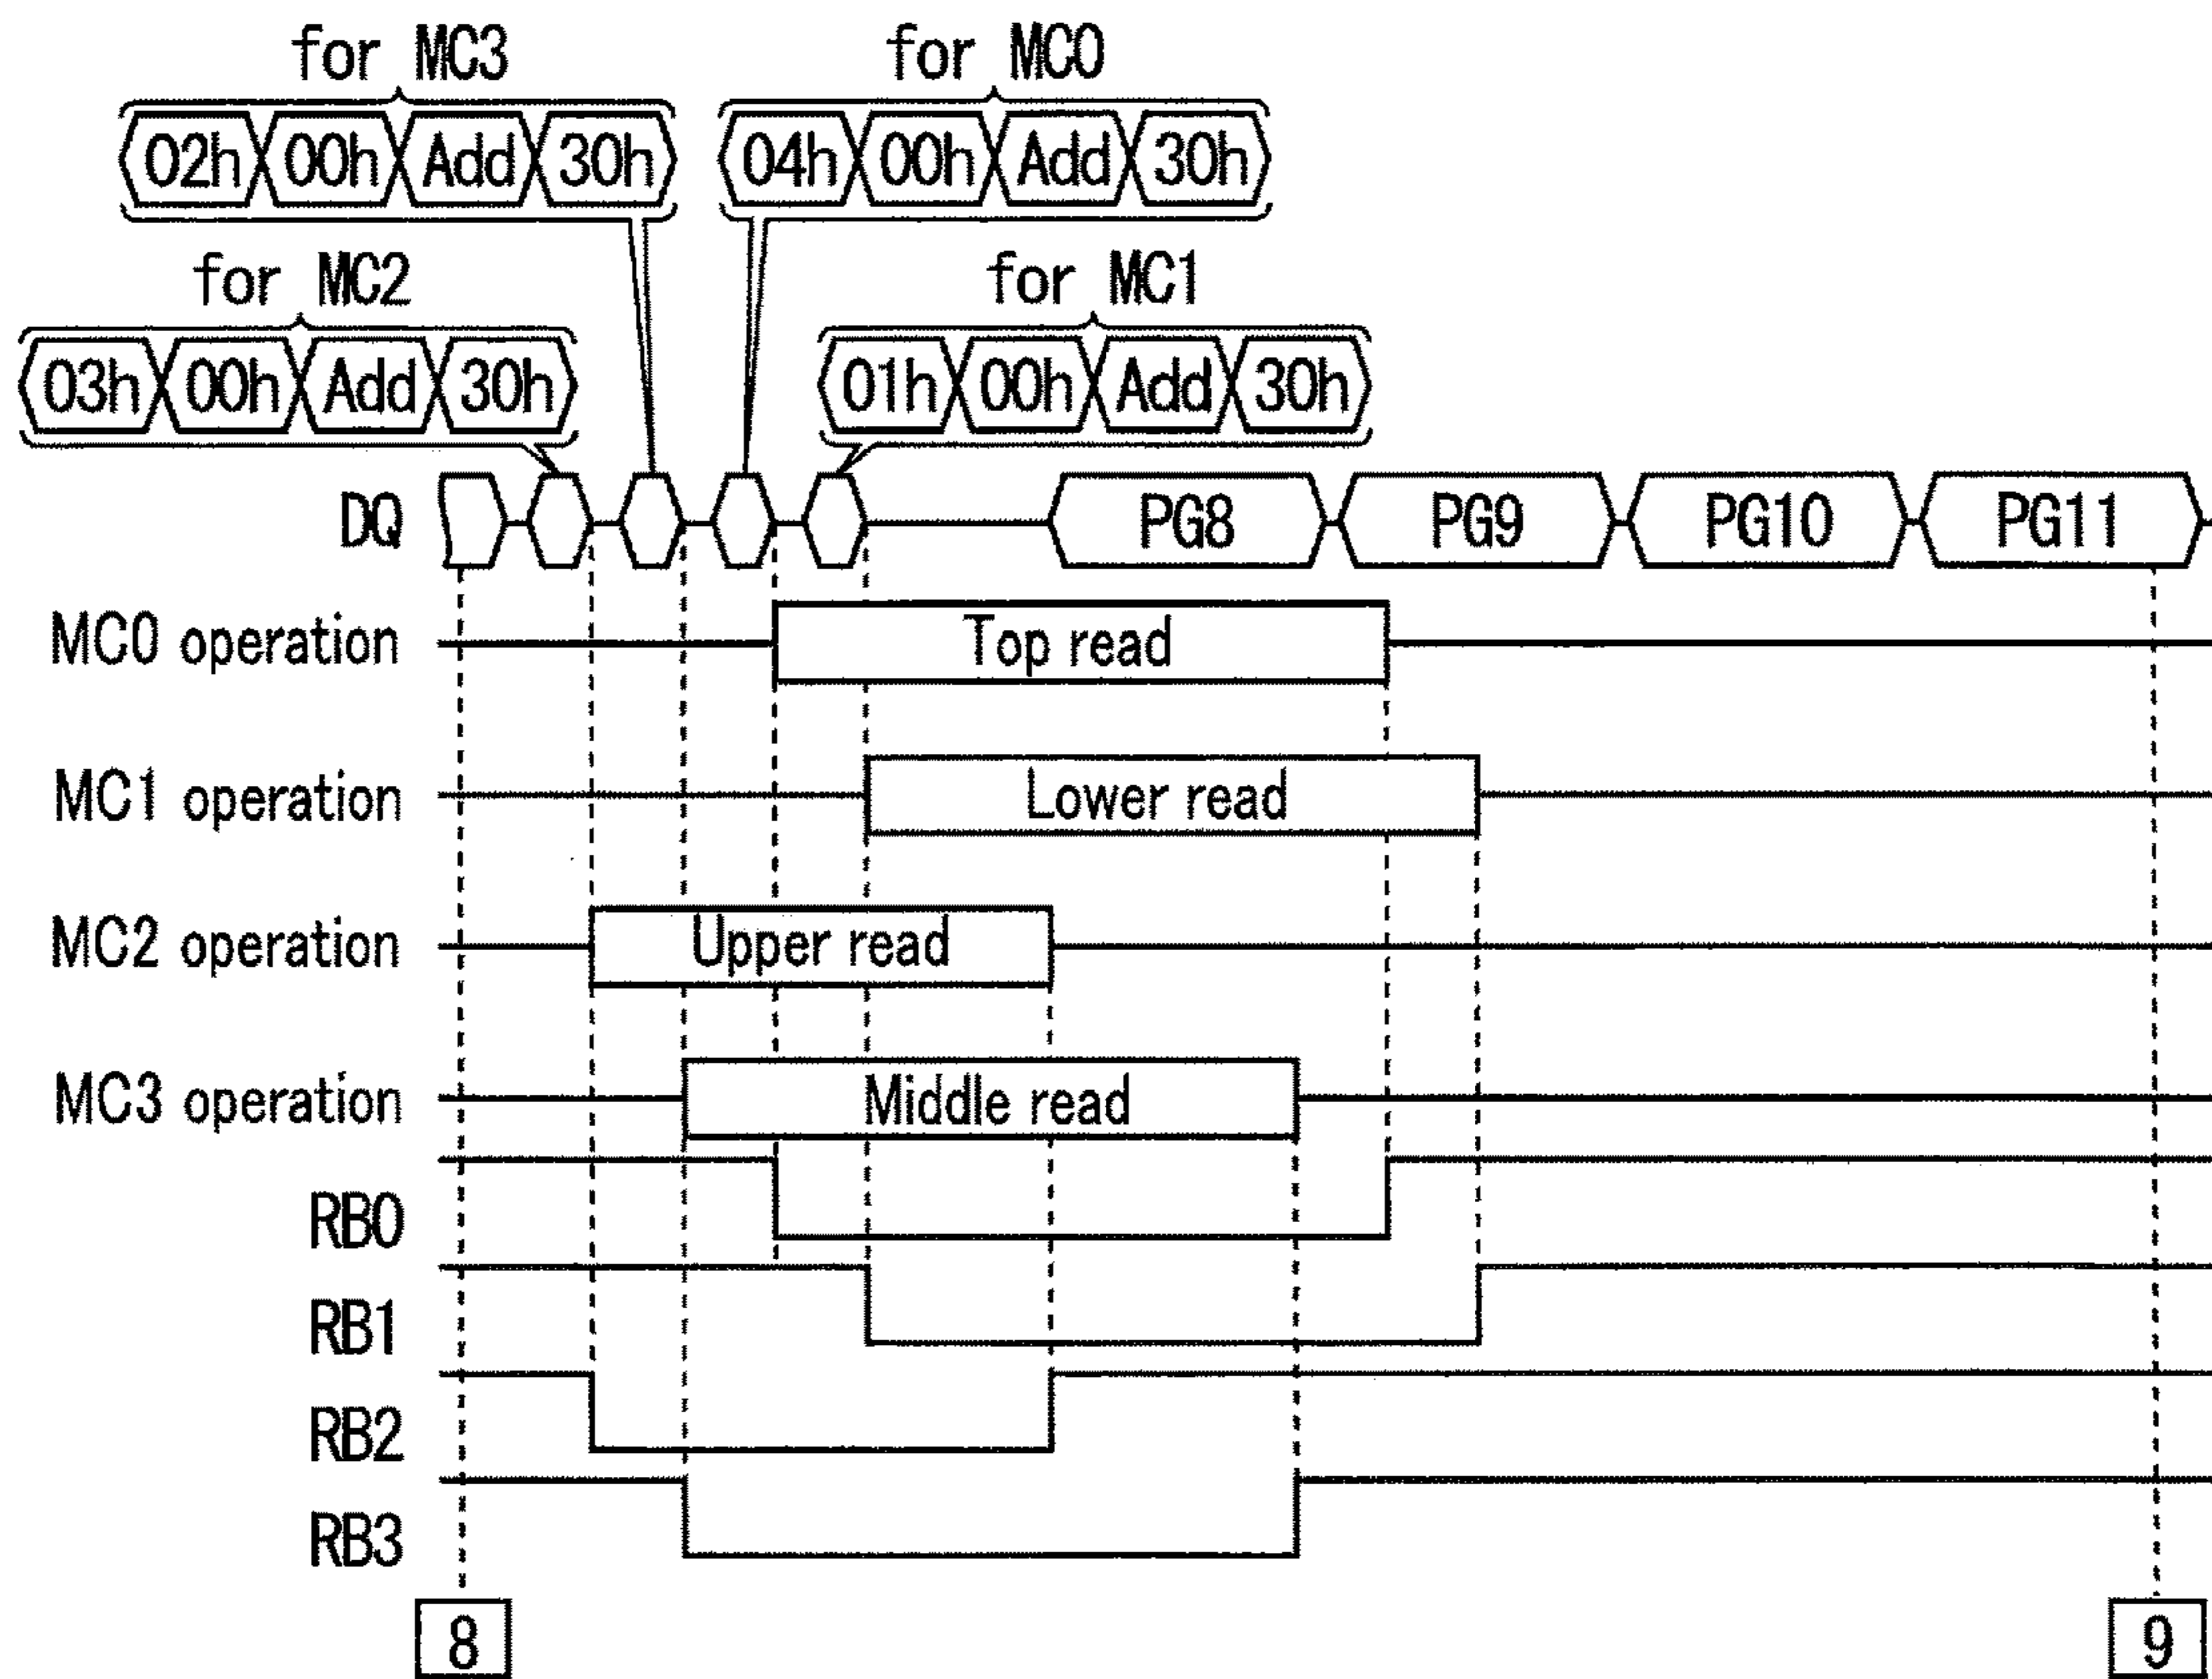 for MC3 for MC0
02h 00h Add 30h 04h 00h Add 30h
for MC2 for MC1
03h 00h Add 30h 01h 00h Add 30h
DQ PG8 PG9 PG10 PG11
MC0 operation Top read
MC1 operation Lower read
MC2 operation Upper read
MC3 operation Middle read
RB0
RB1
RB2
RB3
8 9